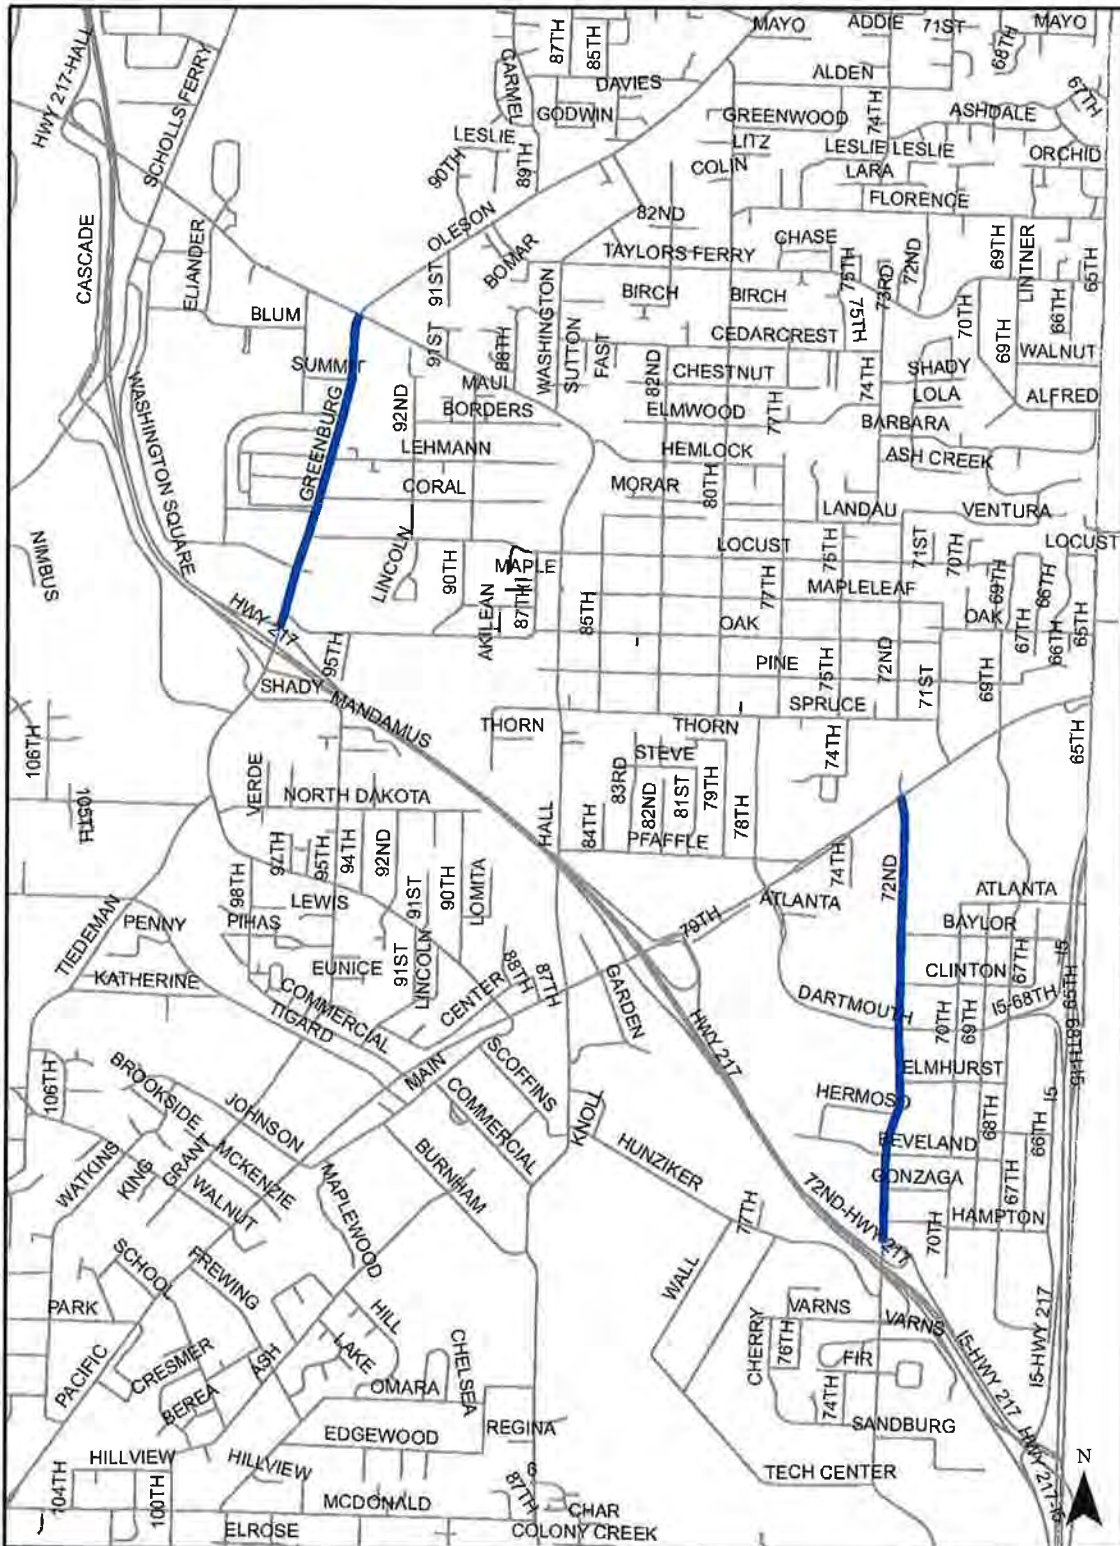 MAYO
ADDIE
71ST
MAYO
HWY 217-HALL
SCHOLLS FERRY
CARMEL
87TH
85TH
68TH
ALDEN
DAVIES
67TH
GODWIN
GREENWOOD
74TH
ASHDALE
LESLIE
LITZ
LESLIE
LESLIE
ORCHID
90TH
89TH
COLIN
LARA
FLORENCE
CASCADE
OLESON
82ND
ELIANDER
BOMAR
TAYLORS FERRY
CHASE
72ND
69TH
LINTNER
91ST
75TH
73RD
65TH
BLUM
WASHINGTON
BIRCH
BIRCH
75TH
70TH
66TH
91ST
88TH
SUTTON
FAST
CEDARCREST
69TH
WALNUT
SUMMIT
82ND
CHESTNUT
74TH
SHADY
MAUL
LOLA
ALFRED
WASHINGTON SQUARE
GREENBURG
92ND
BORDERS
ELMWOOD
77TH
BARBARA
LEHMANN
HEMLOCK
ASH CREEK
CORAL
MORAR
80TH
LANDAU
VENTURA
NIMBUS
LINCOLN
90TH
MAPLE
LOCUST
75TH
71ST
70TH
LOCUST
AKILEAN
87TH
85TH
77TH
MAPLELEAF
69TH
66TH
HWY 217
95TH
OAK
OAK
67TH
66TH
65TH
PINE
75TH
72ND
71ST
69TH
SHADY
MANDAMUS
SPRUCE
106TH
THORN
THORN
74TH
65TH
STEVE
VERDE
NORTH DAKOTA
83RD
82ND
81ST
79TH
78TH
105TH
HALL
84TH
PFAFFLE
97TH
95TH
94TH
92ND
74TH
72ND
98TH
LEWIS
91ST
90TH
LOMITA
ATLANTA
ATLANTA
TIEDEMAN
PENNY
PIHAS
79TH
BAYLOR
EUNICE
91ST
LINCOLN
88TH
87TH
CLINTON
67TH
I5
KATHERINE
COMMERCIAL
CENTER
GARDEN
DARTMOUTH
70TH
69TH
I5-68TH
TIGARD
HWY 217
MAIN
SCOFFINS
ELMHURST
106TH
BROOKSIDE
JOHNSON
COMMERCIAL
HERMOSO
I5
KNOLL
68TH
66TH
WATKINS
KING
GRANT
MCKENZIE
BURNHAM
HUNZIKER
BEVELAND
WALNUT
MAPLEWOOD
GONZAGA
67TH
72ND-HWY 217
77TH
70TH
HAMPTON
SCHOOL
FREWING
WALL
PARK
HILL
VARNS
VARNS
I5-HWY 217
PACIFIC
CRESMER
ASH
LAKE
CHELSEA
CHERRY
76TH
FIR
I5-HWY 217
BEREA
OMARA
74TH
REGINA
SANDBURG
EDGEWOOD
HWY 217-I5
HILLVIEW
HILLVIEW
TECH CENTER
N
104TH
100TH
MCDONALD
87TH
CHAR
ELROSE
COLONY CREEK